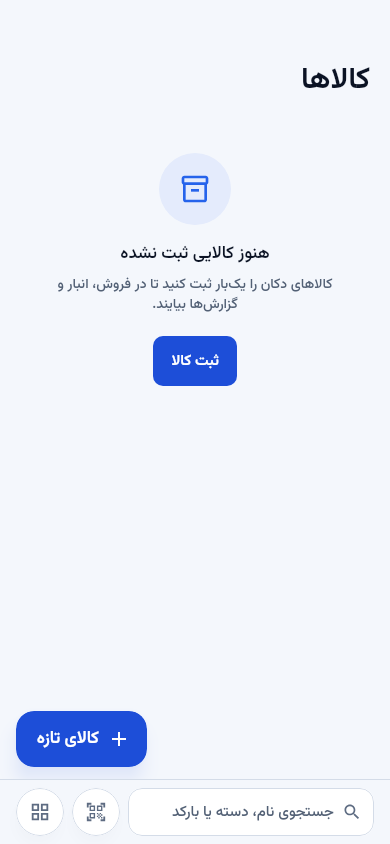 کالاها
هنوز کالایی ثبت نشده
کالاهای دکان را یک‌بار ثبت کنید تا در فروش، انبار و
گزارش‌ها بیایند.
ثبت کالا
کالای تازه
جستجوی نام، دسته یا بارکد